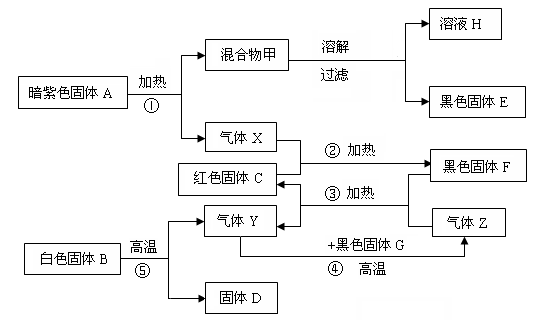 溶液 H
混合物甲
溶解
过滤
暗紫色固体 A
加热
①
黑色固体 E
气体 X
② 加热
红色固体 C
③ 加热
黑色固体 F
气体 Y
气体 Z
白色固体 B
高温
⑤
+黑色固体 G
④ 高温
固体 D